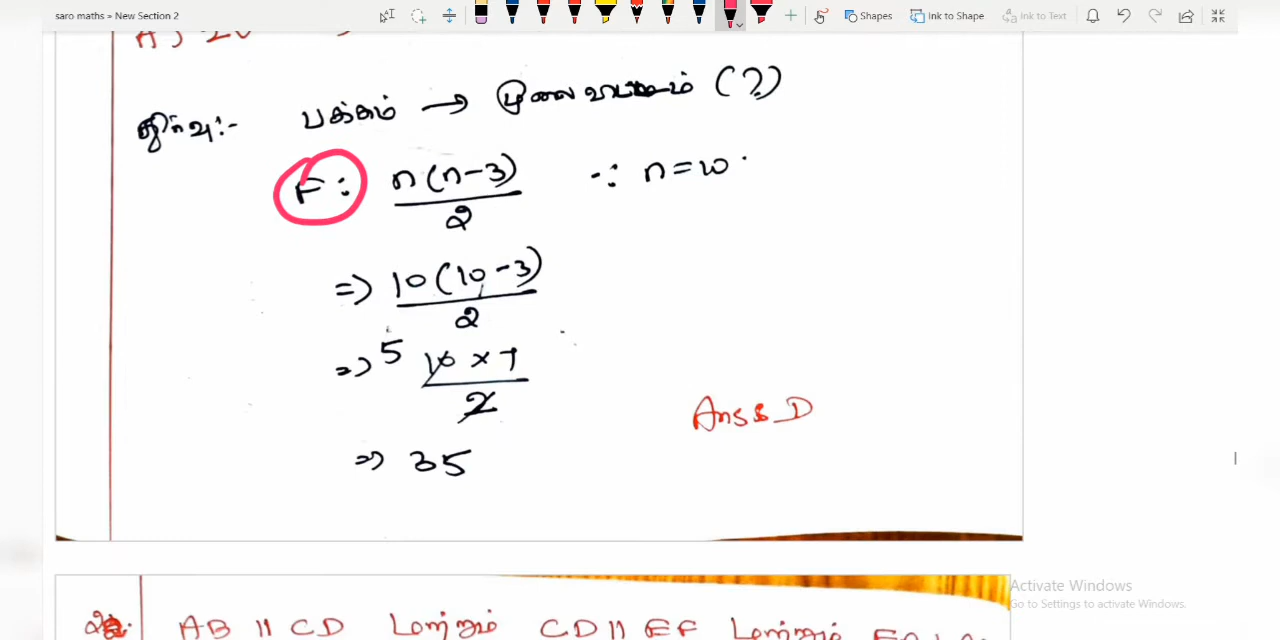 saro maths > New Section 2
Shapes Ink to Shape Ink to Text
A) 20
தீர்வு:- பக்கம் → மூலைவிட்டம் (?)
F: n(n-3)/2 ∵ n=10
=> 10(10-3)/2
=> 5 10×7/2
=> 35
Ans: D
Activate Windows
Go to Settings to activate Windows.
2. AB || CD மற்றும் CD || EF மற்றும்